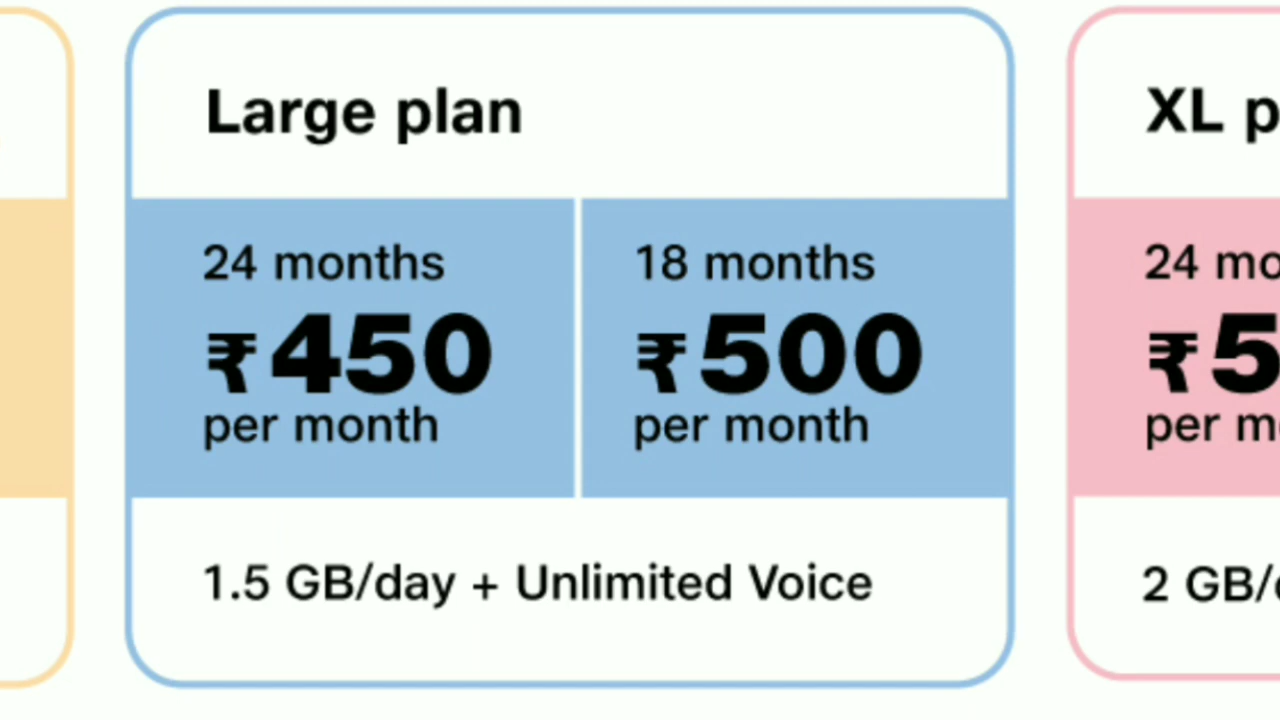 Large plan
24 months
₹450
per month
18 months
₹500
per month
1.5 GB/day + Unlimited Voice
XL
24
₹5
per
2 GB/